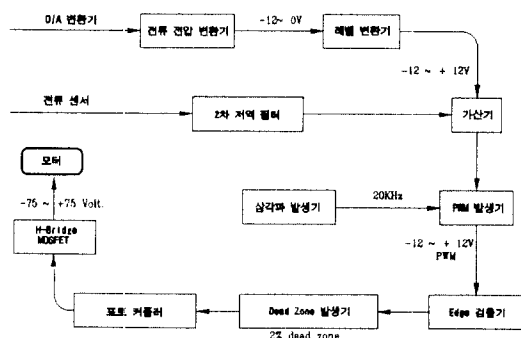 D/A 변환기
전류 전압 변환기
-12~ 0V
레벨 변환기
-12 ~ + 12V
전류 센서
2차 저역 필터
가산기
모터
-75 ~ +75 Volt.
H-Bridge
MOSFET
삼각파 발생기
20KHz
PWM 발생기
-12 ~ + 12V
PWM
포토 커플러
Dead Zone 발생기
2% dead zone
Edge 검출기